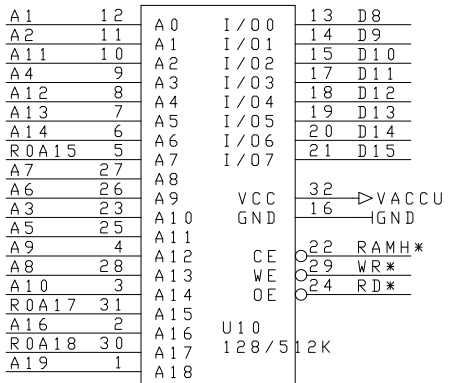 A1 12 A0 I/O0 13 D8
A2 11 A1 I/O1 14 D9
A11 10 A2 I/O2 15 D10
A4 9 A3 I/O3 17 D11
A12 8 A4 I/O4 18 D12
A13 7 A5 I/O5 19 D13
A14 6 A6 I/O6 20 D14
R0A15 5 A7 I/O7 21 D15
A7 27 A8
A6 26 A9 VCC 32 VACCU
A3 23 A10 GND 16 GND
A5 25 A11
A9 4 A12 CE 22 RAMH*
A8 28 A13 WE 29 WR*
A10 3 A14 OE 24 RD*
R0A17 31 A15
A16 2 A16 U10
R0A18 30 A17 128/512K
A19 1 A18